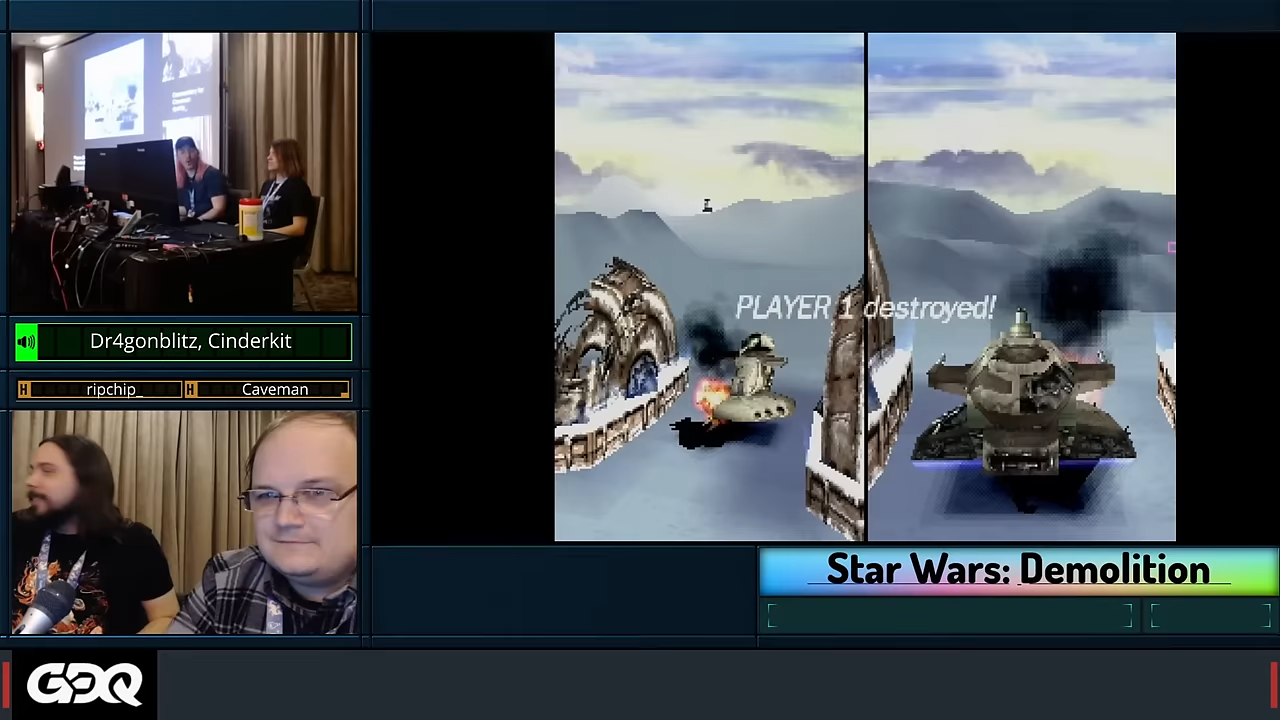 PLAYER 1 destroyed!
Dr4gonblitz, Cinderkit
H ripchip_
H Caveman
Star Wars: Demolition
GDQ